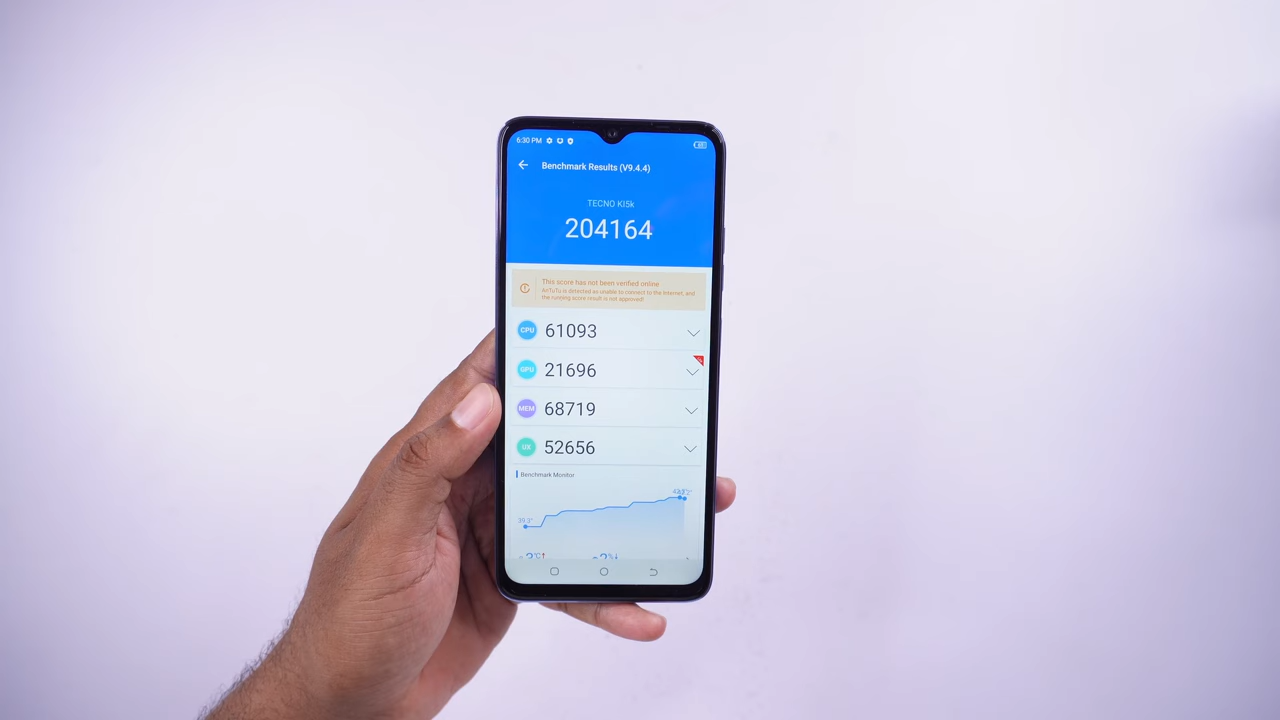 6:30 PM
Benchmark Results (V9.4.4)
TECNO KI5k
204164
This score has not been verified online
AnTuTu is detected as unable to connect to the Internet, and
the running score result is not approved!
CPU 61093
GPU 21696
MEM 68719
UX 52656
Benchmark Monitor
39.3°